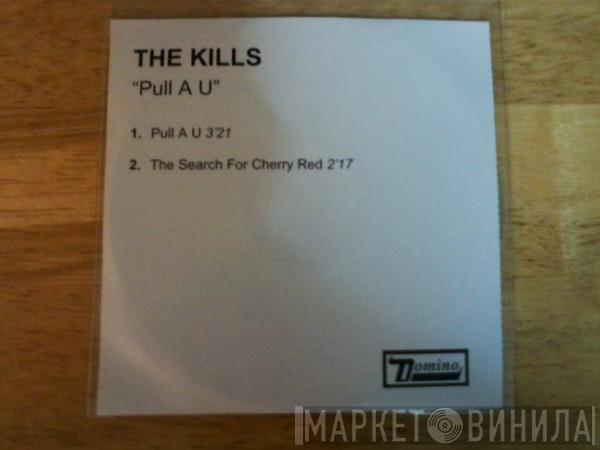 THE KILLS
“Pull A U”
1. Pull A U 3'21
2. The Search For Cherry Red 2'17
Domino
МАРКЕТ ВИНИЛА